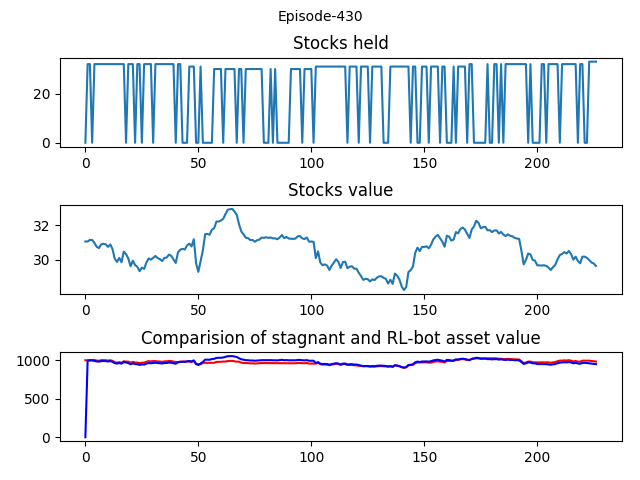 Episode-430
Stocks held
20
0
0 50 100 150 200
Stocks value
32
30
0 50 100 150 200
Comparision of stagnant and RL-bot asset value
1000
500
0
0 50 100 150 200